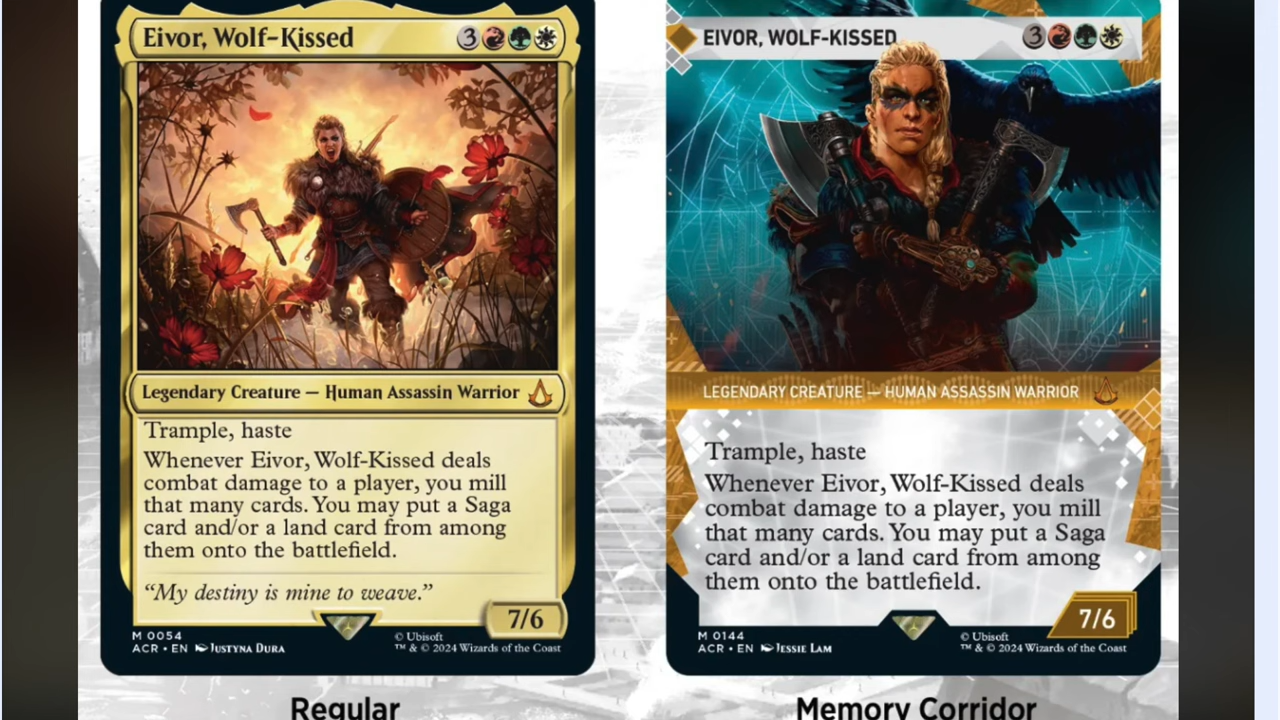 Eivor, Wolf-Kissed 3
Legendary Creature — Human Assassin Warrior
Trample, haste
Whenever Eivor, Wolf-Kissed deals
combat damage to a player, you mill
that many cards. You may put a Saga
card and/or a land card from among
them onto the battlefield.
“My destiny is mine to weave.”
7/6
M 0054
ACR • EN Justyna Dura
© Ubisoft
™ & © 2024 Wizards of the Coast
Regular
EIVOR, WOLF-KISSED 3
LEGENDARY CREATURE — HUMAN ASSASSIN WARRIOR
Trample, haste
Whenever Eivor, Wolf-Kissed deals
combat damage to a player, you mill
that many cards. You may put a Saga
card and/or a land card from among
them onto the battlefield.
7/6
M 0144
ACR • EN Jessie Lam
© Ubisoft
™ & © 2024 Wizards of the Coast
Memory Corridor